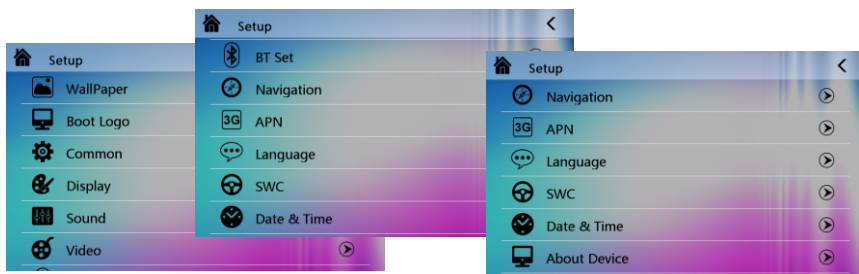 Setup
WallPaper
Boot Logo
Common
Display
Sound
Video
Setup
BT Set
Navigation
3G APN
Language
SWC
Date & Time
Setup
Navigation
3G APN
Language
SWC
Date & Time
About Device